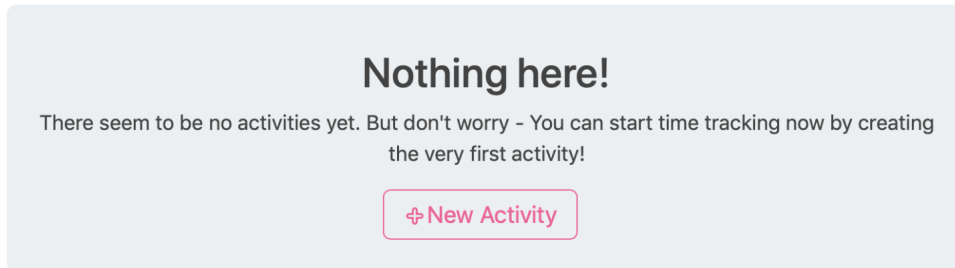 Nothing here!
There seem to be no activities yet. But don't worry - You can start time tracking now by creating
the very first activity!
New Activity